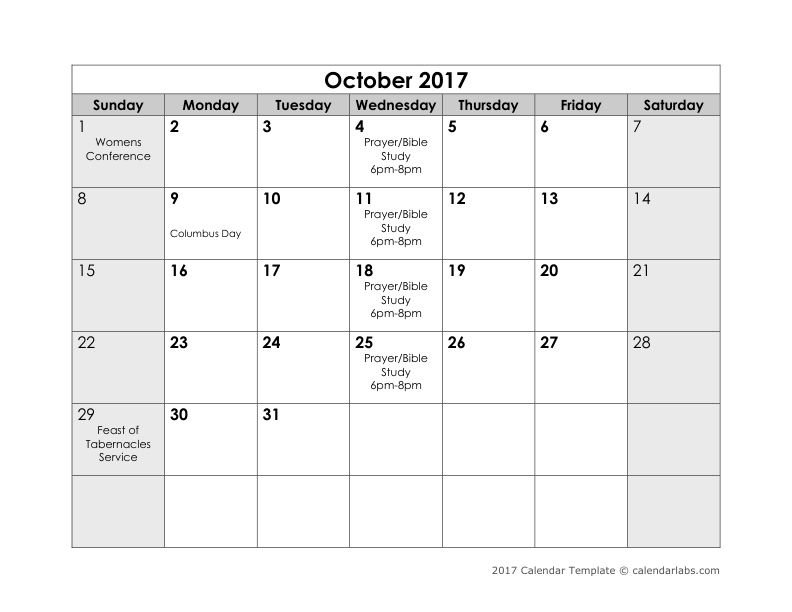 October 2017
Sunday Monday Tuesday Wednesday Thursday Friday Saturday
1 2 3 4 5 6 7
Womens
Conference
Prayer/Bible
Study
6pm-8pm
8 9 10 11 12 13 14
Columbus Day
Prayer/Bible
Study
6pm-8pm
15 16 17 18 19 20 21
Prayer/Bible
Study
6pm-8pm
22 23 24 25 26 27 28
Prayer/Bible
Study
6pm-8pm
29 30 31
Feast of
Tabernacles
Service
2017 Calendar Template © calendarlabs.com